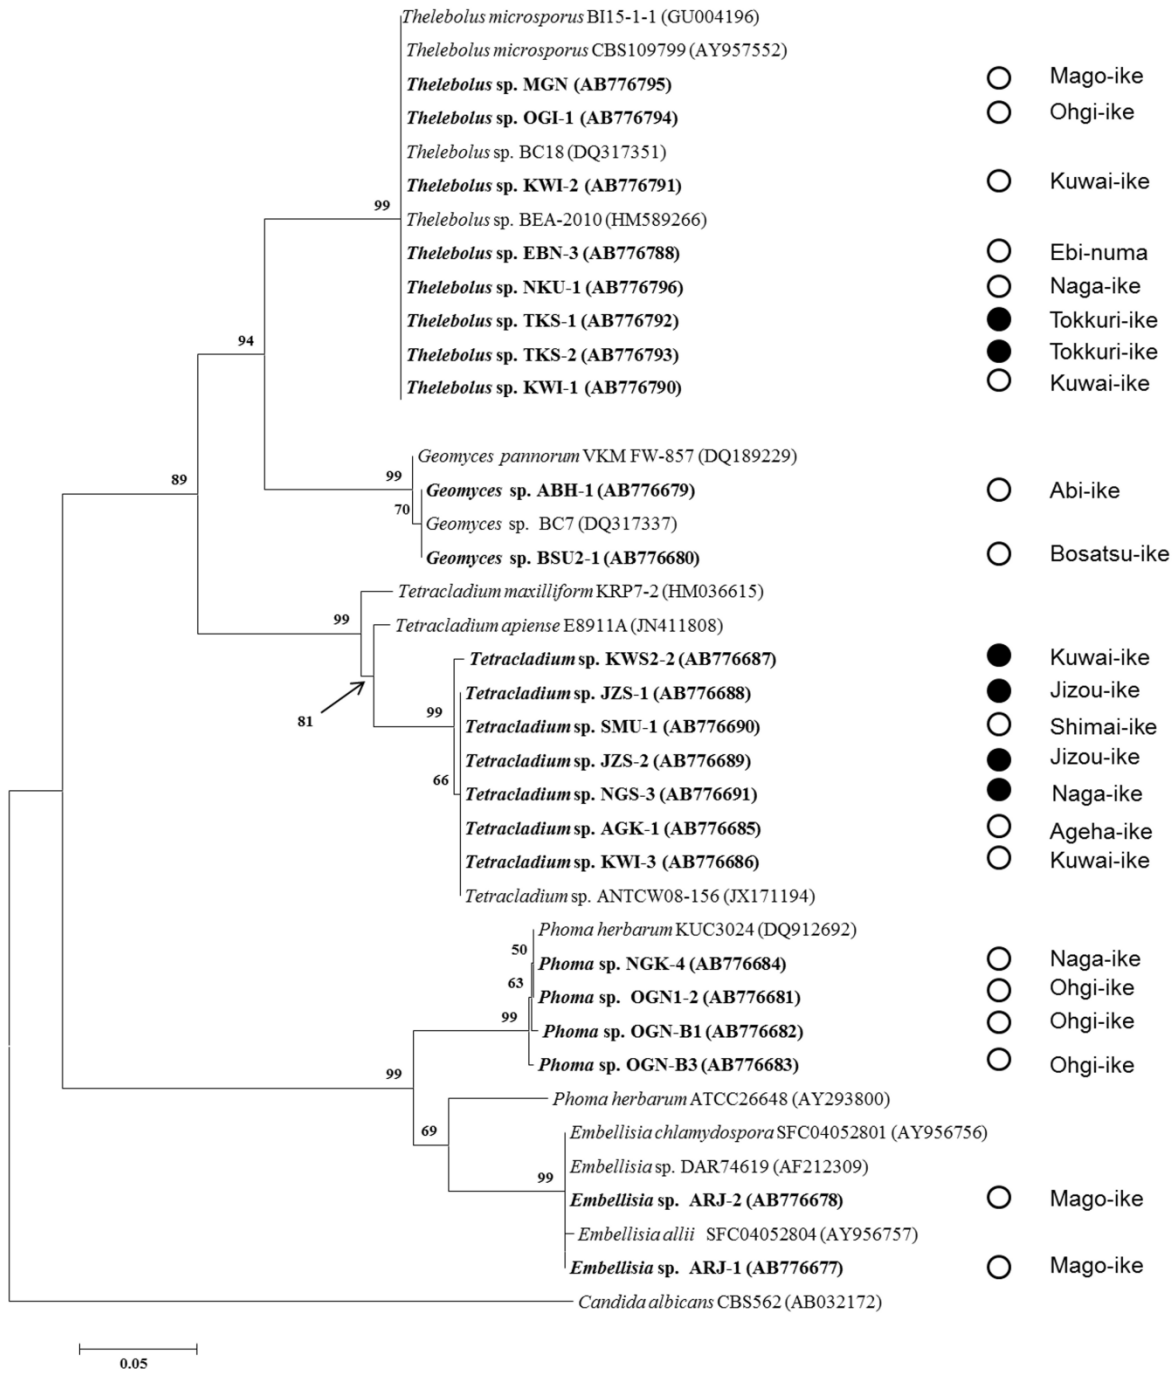 Thelebolus microsporus BI15-1-1 (GU004196)
Thelebolus microsporus CBS109799 (AY957552)
Thelebolus sp. MGN (AB776795) Mago-ike
Thelebolus sp. OGI-1 (AB776794) Ohgi-ike
Thelebolus sp. BC18 (DQ317351)
Thelebolus sp. KWI-2 (AB776791) Kuwai-ike
99
Thelebolus sp. BEA-2010 (HM589266)
Thelebolus sp. EBN-3 (AB776788) Ebi-numa
Thelebolus sp. NKU-1 (AB776796) Naga-ike
Thelebolus sp. TKS-1 (AB776792) Tokkuri-ike
94
Thelebolus sp. TKS-2 (AB776793) Tokkuri-ike
Thelebolus sp. KWI-1 (AB776790) Kuwai-ike
Geomyces pannorum VKM FW-857 (DQ189229)
89
99
Geomyces sp. ABH-1 (AB776679) Abi-ike
70
Geomyces sp. BC7 (DQ317337)
Geomyces sp. BSU2-1 (AB776680) Bosatsu-ike
Tetracladium maxilliform KRP7-2 (HM036615)
99
Tetracladium apiense E8911A (JN411808)
Tetracladium sp. KWS2-2 (AB776687) Kuwai-ike
Tetracladium sp. JZS-1 (AB776688) Jizou-ike
81
99
Tetracladium sp. SMU-1 (AB776690) Shimai-ike
Tetracladium sp. JZS-2 (AB776689) Jizou-ike
66
Tetracladium sp. NGS-3 (AB776691) Naga-ike
Tetracladium sp. AGK-1 (AB776685) Ageha-ike
Tetracladium sp. KWI-3 (AB776686) Kuwai-ike
Tetracladium sp. ANTCW08-156 (JX171194)
Phoma herbarum KUC3024 (DQ912692)
50
Phoma sp. NGK-4 (AB776684) Naga-ike
63
Phoma sp. OGN1-2 (AB776681) Ohgi-ike
99
Phoma sp. OGN-B1 (AB776682) Ohgi-ike
Phoma sp. OGN-B3 (AB776683) Ohgi-ike
99
Phoma herbarum ATCC26648 (AY293800)
69
Embellisia chlamydospora SFC04052801 (AY956756)
Embellisia sp. DAR74619 (AF212309)
99
Embellisia sp. ARJ-2 (AB776678) Mago-ike
Embellisia allii SFC04052804 (AY956757)
Embellisia sp. ARJ-1 (AB776677) Mago-ike
Candida albicans CBS562 (AB032172)
0.05